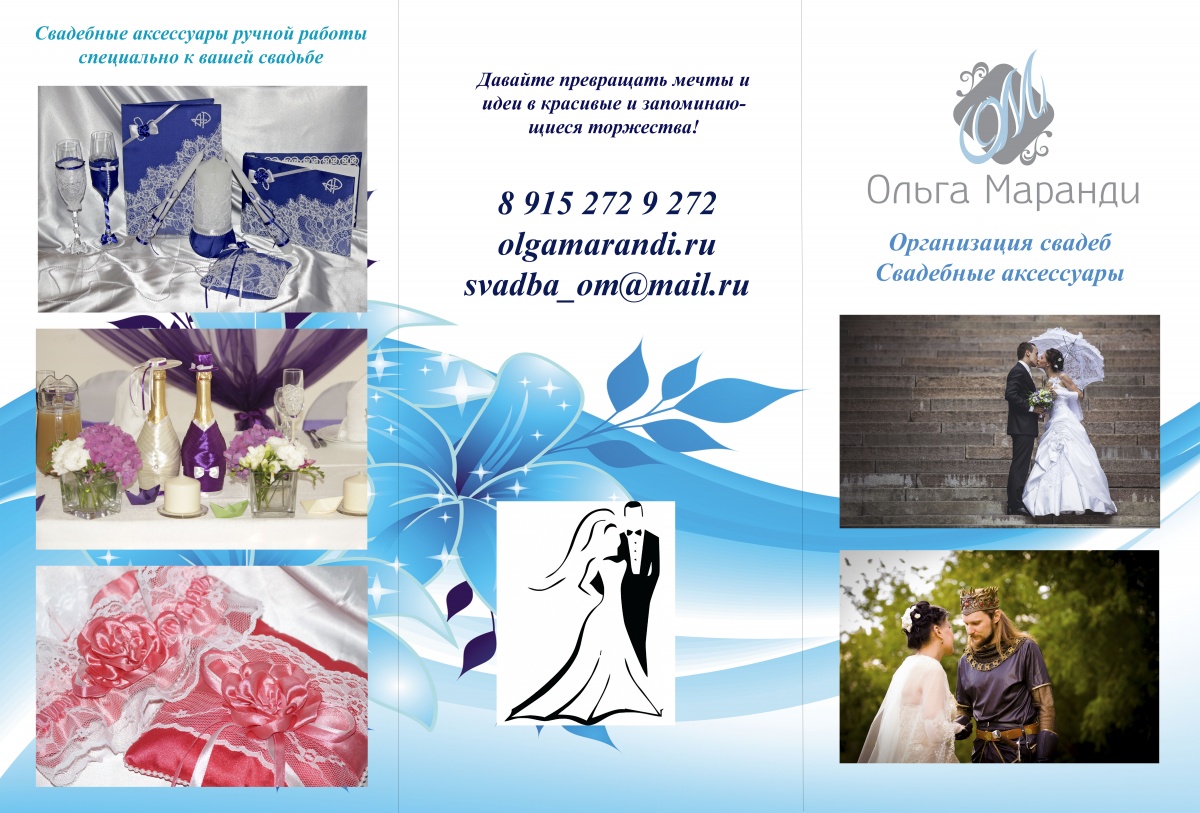 Свадебные аксессуары ручной работы
специально к вашей свадьбе
Давайте превращать мечты и
идеи в красивые и запоминаю-
щиеся торжества!
8 915 272 9 272
olgamarandi.ru
svadba_om@mail.ru
ОМ
Ольга Маранди
Организация свадеб
Свадебные аксессуары